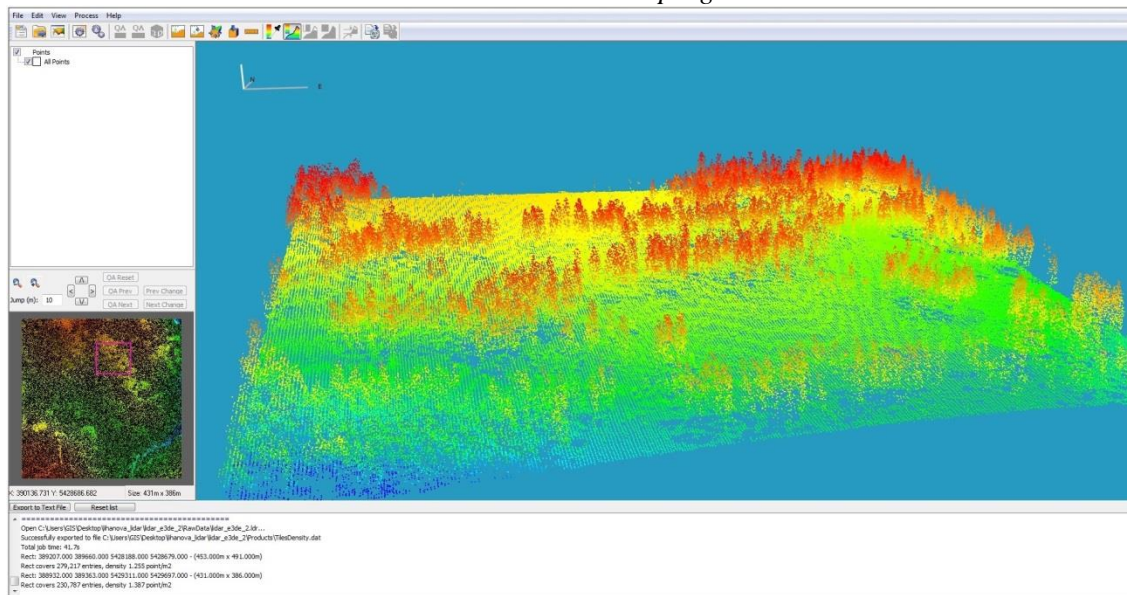 File Edit View Process Help
QA QA
Points
All Points
N
E
QA Reset
QA Prev Prev Change
Jump (m): 10
QA Next Next Change
X: 390136.731 Y: 5428686.682 Size: 431m x 386m
Export to Text File Reset list
Open C:\Users\GIS\Desktop\lhanova_lidar\lidar_e3de_2\RawData\lidar_e3de_2.ldr...
Successfully exported to file C:\Users\GIS\Desktop\lhanova_lidar\lidar_e3de_2\Products\TilesDensity.dat
Total job time: 41.7s
Rect: 389207.000 389660.000 5428188.000 5428679.000 - (453.000m x 491.000m)
Rect covers 279,217 entries, density 1.255 point/m2
Rect: 388932.000 389363.000 5429311.000 5429697.000 - (431.000m x 386.000m)
Rect covers 230,787 entries, density 1.387 point/m2